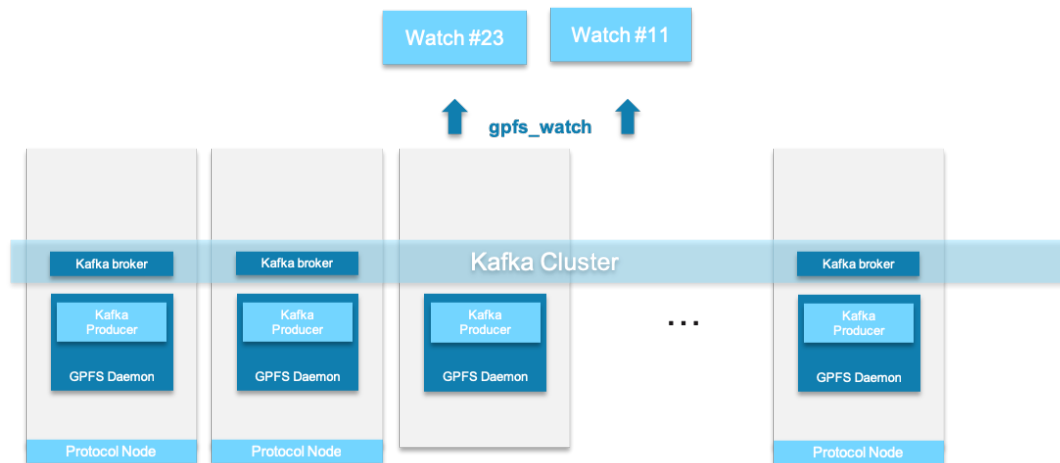 Watch #23
Watch #11
gpfs_watch
Kafka broker
Kafka broker
Kafka Cluster
Kafka broker
Kafka
Producer
Kafka
Producer
Kafka
Producer
...
Kafka
Producer
GPFS Daemon
GPFS Daemon
GPFS Daemon
GPFS Daemon
Protocol Node
Protocol Node
Protocol Node